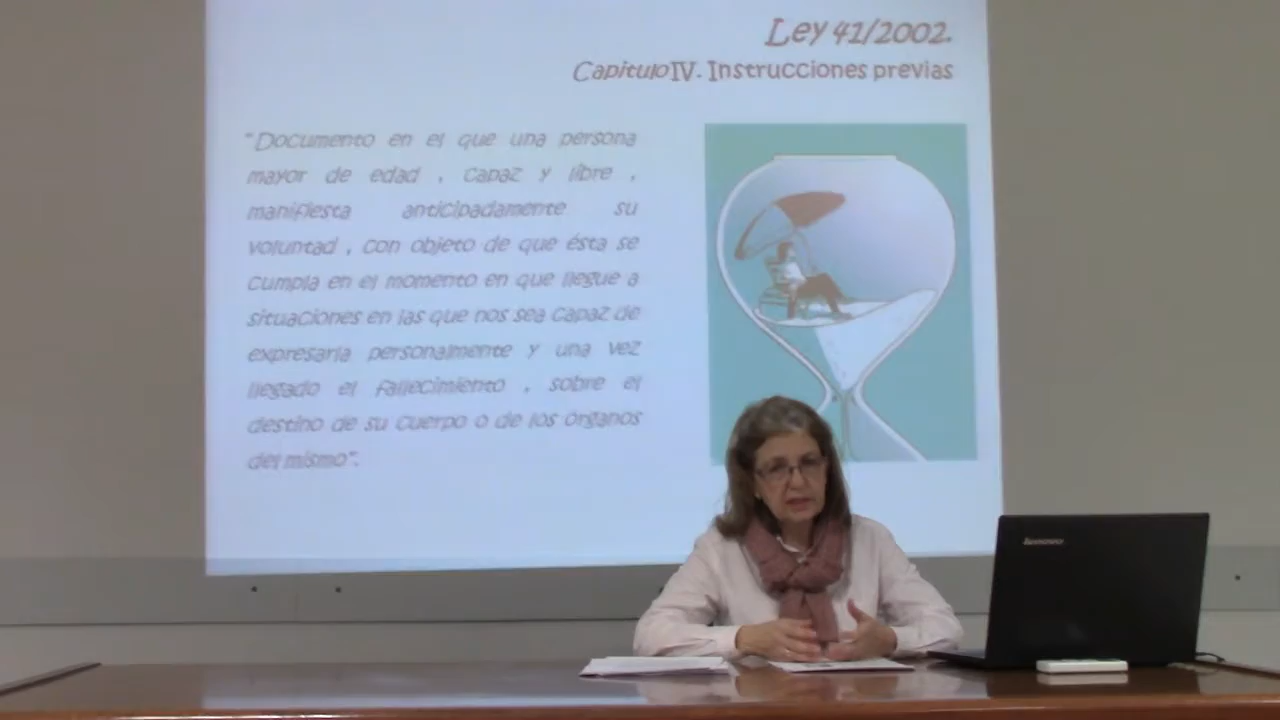 Ley 41/2002.
Capitulo IV. Instrucciones previas
"Documento en el que una persona
mayor de edad , capaz y libre ,
manifiesta anticipadamente su
voluntad , con objeto de que ésta se
cumpla en el momento en que llegue a
situaciones en las que nos sea capaz de
expresarla personalmente y una vez
llegado el fallecimiento , sobre el
destino de su cuerpo o de los órganos
del mismo".
lenovo